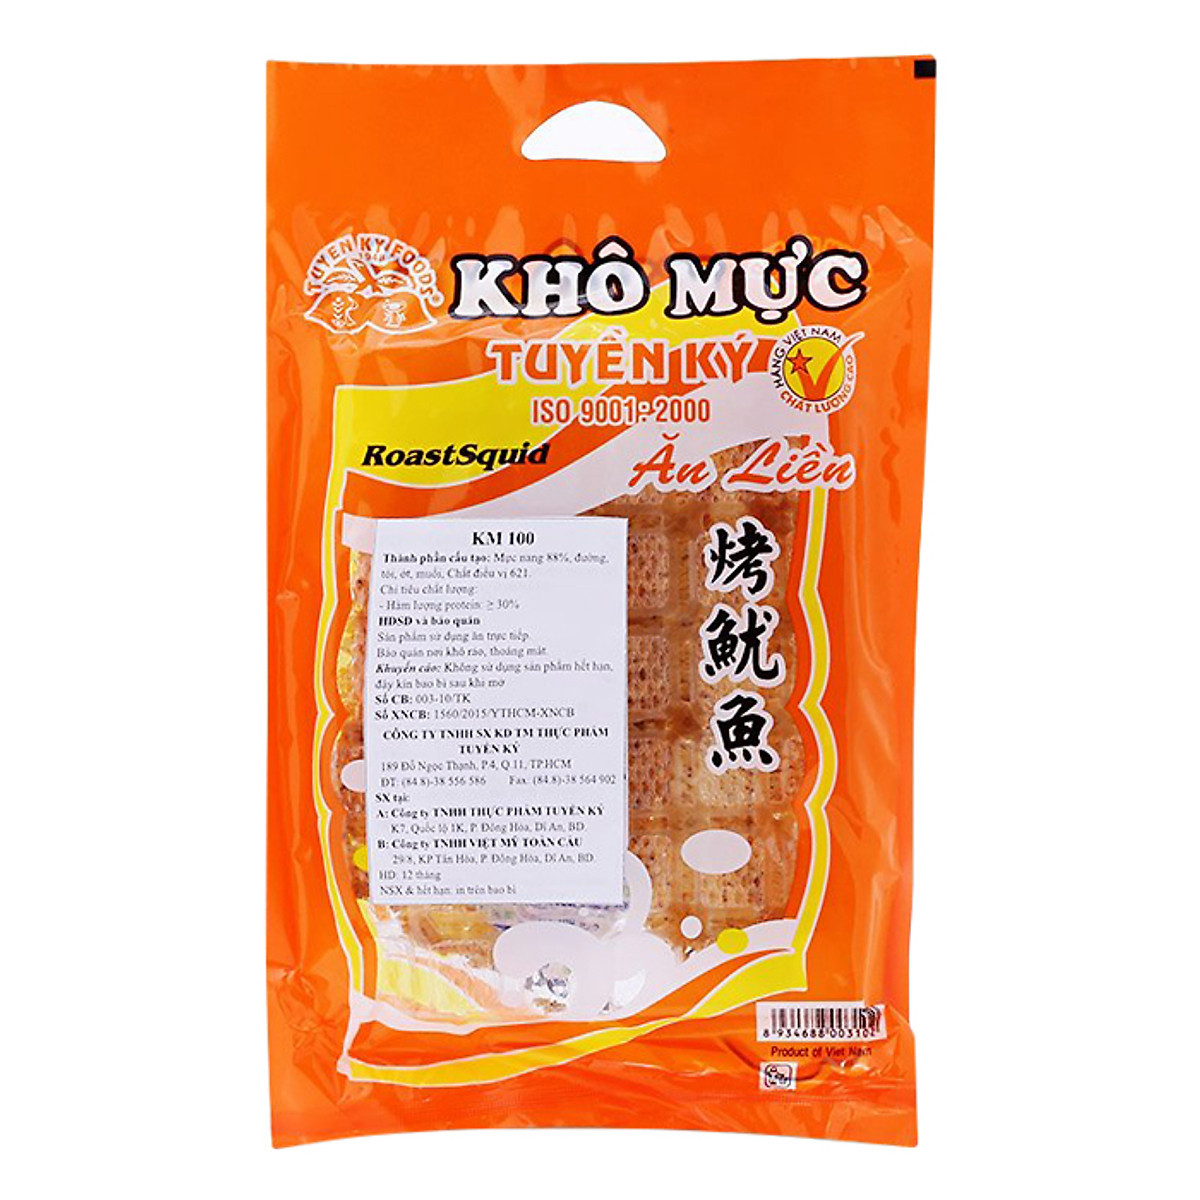 TUYEN KY FOODS
KHÔ MỰC
TUYỀN KÝ
HÀNG VIỆT NAM
CHẤT LƯỢNG CAO
ISO 9001:2000
RoastSquid
Ăn Liền
烤魷魚
KM 100
Thành phần cấu tạo: Mực nang 88%, đường,
tỏi, ớt, muối, Chất điều vị 621.
Chỉ tiêu chất lượng:
- Hàm lượng protein: ≥ 30%
HDSD và bảo quản
Sản phẩm sử dụng ăn trực tiếp.
Bảo quản nơi khô ráo, thoáng mát.
Khuyến cáo: Không sử dụng sản phẩm hết hạn,
đậy kín bao bì sau khi mở
Số CB: 003-10/TK
Số XNCB: 1560/2015/YTHCM-XNCB
CÔNG TY TNHH SX KD TM THỰC PHẨM
TUYỀN KÝ
189 Đỗ Ngọc Thạnh, P.4, Q.11, TP.HCM
ĐT: (84.8)-38 556 586 Fax: (84.8)-38 564 902
SX tại:
A: Công ty TNHH THỰC PHẨM TUYỀN KÝ
K7, Quốc lộ 1K, P. Đông Hòa, Dĩ An, BD.
B: Công ty TNHH VIỆT MỸ TOÀN CẦU
29/8, KP Tân Hòa, P. Đông Hòa, Dĩ An, BD.
HD: 12 tháng
NSX & hết hạn: in trên bao bì
8 934688 00310
Product of Viet Nam